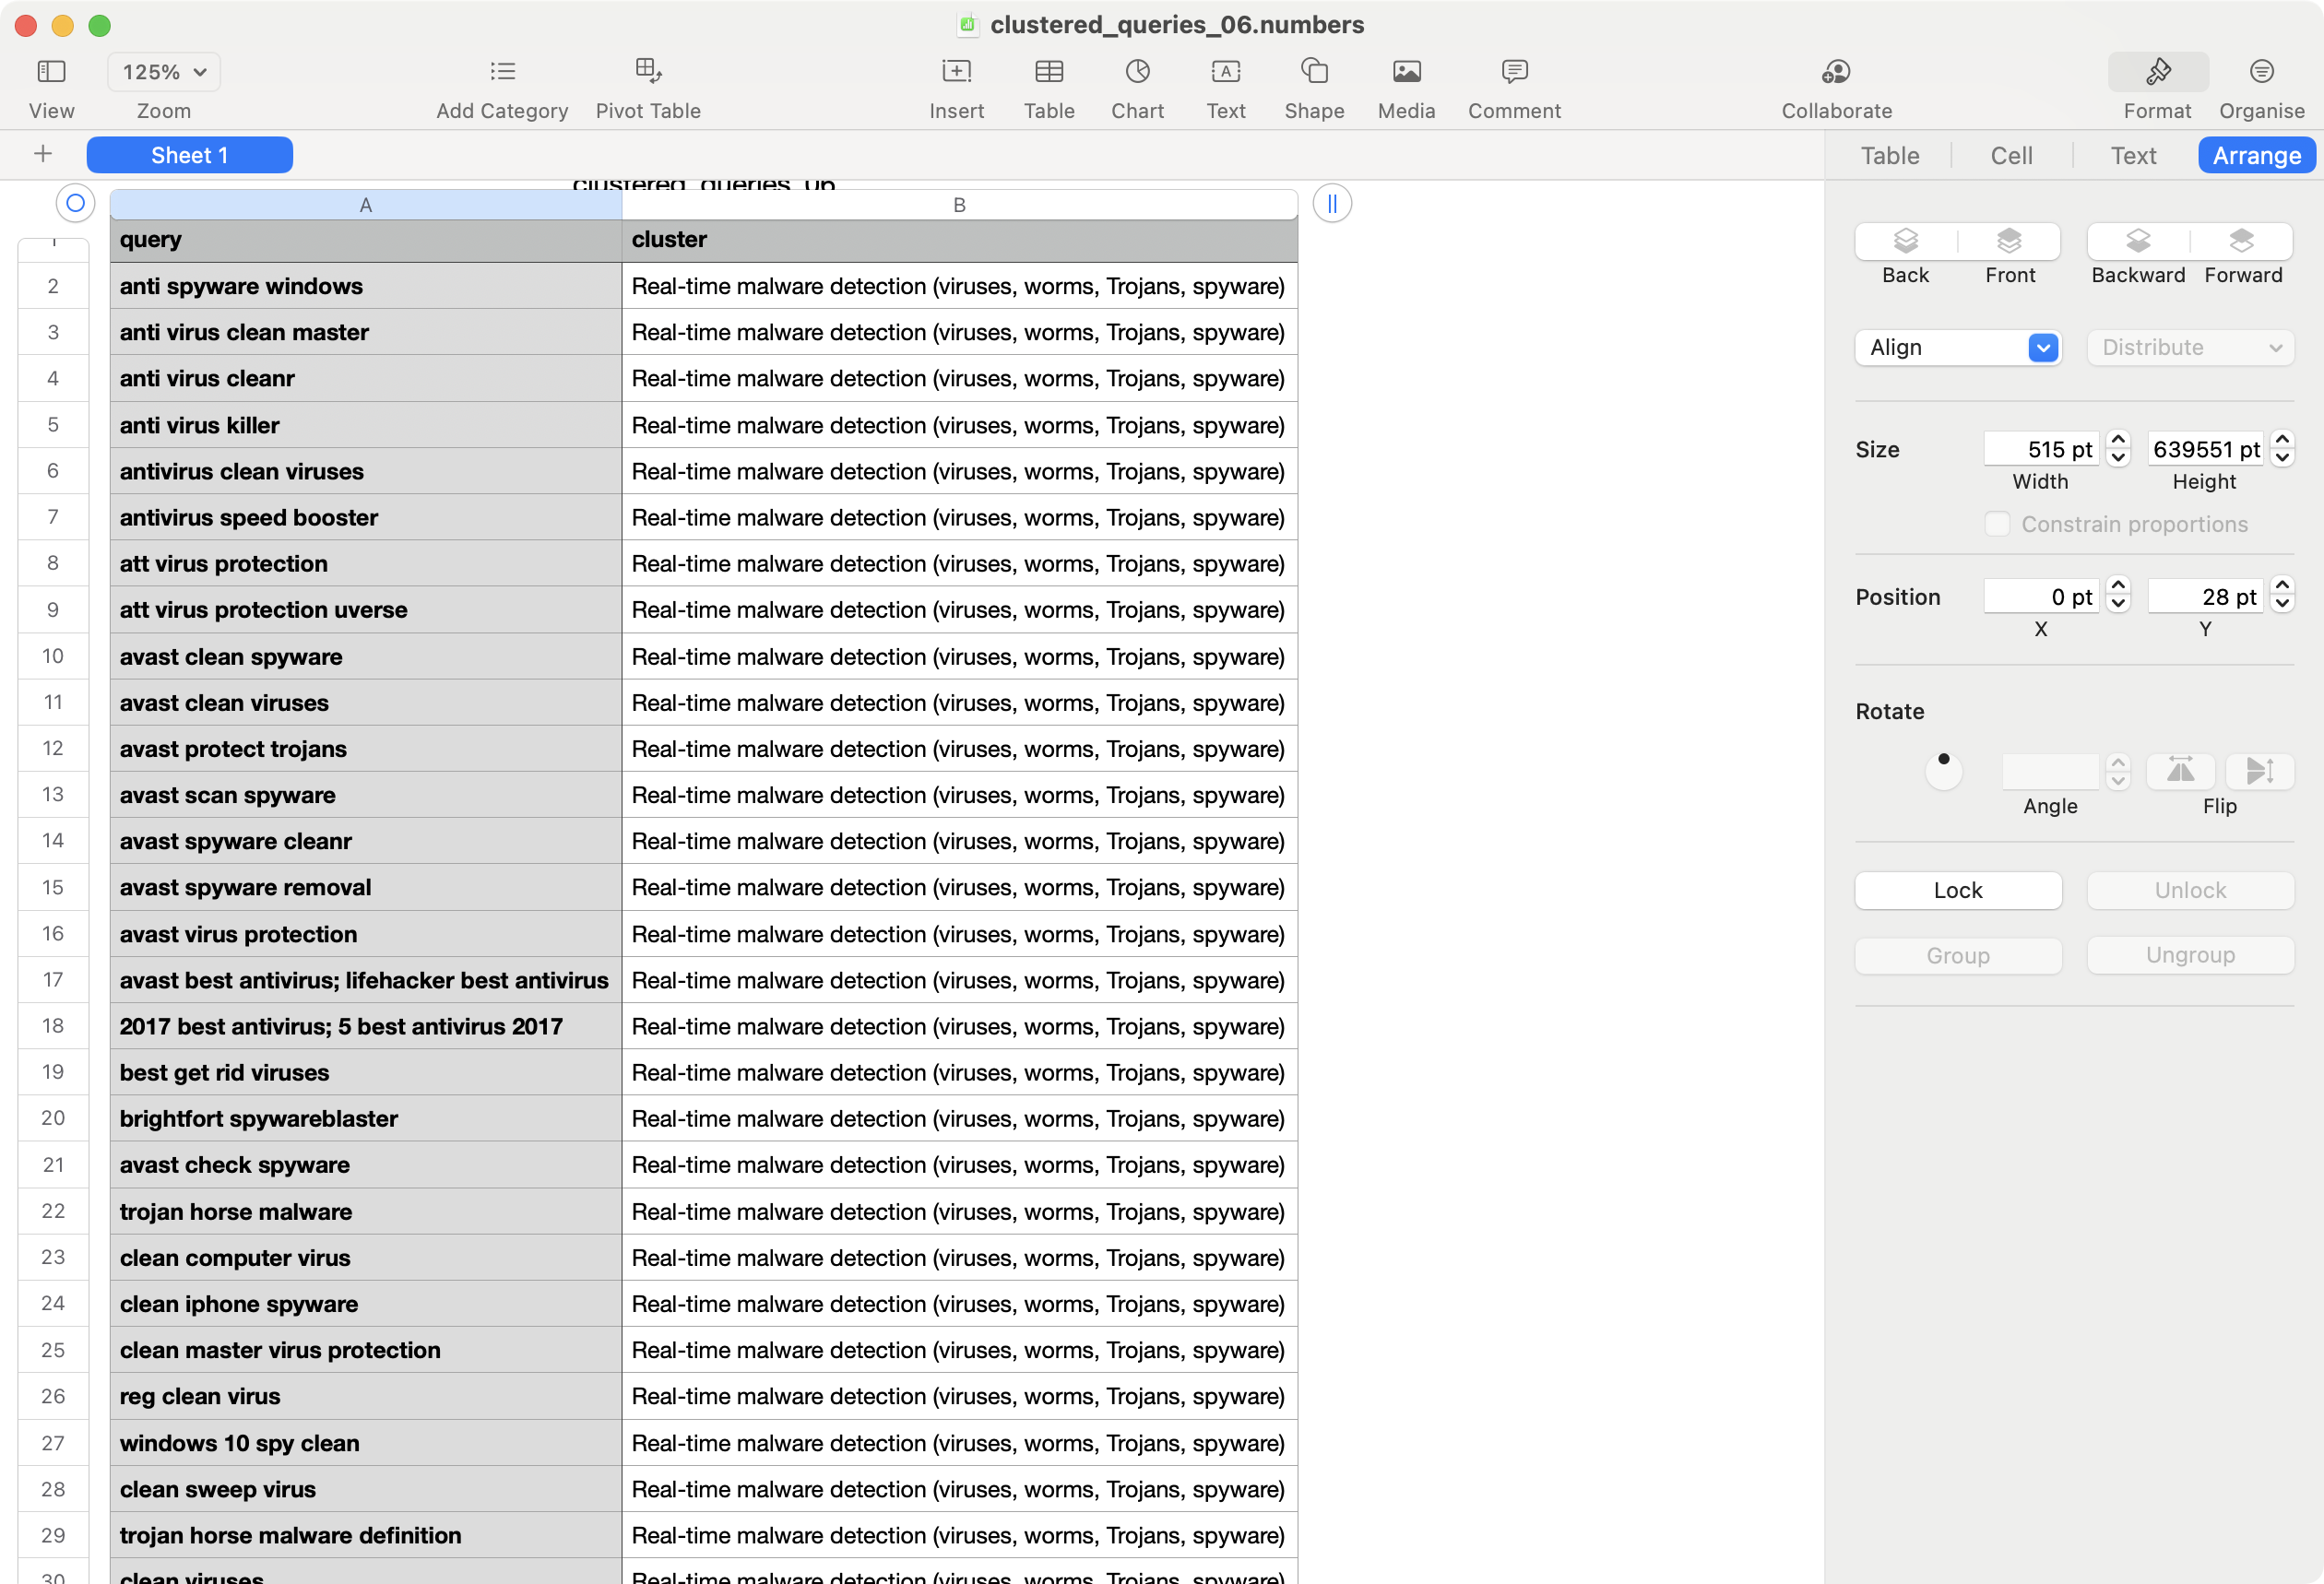 clustered_queries_06.numbers
125%
View Zoom Add Category Pivot Table Insert Table Chart Text Shape Media Comment Collaborate Format Organise
+ Sheet 1 Table Cell Text Arrange
clustered_queries_06
A B
1 query cluster
2 anti spyware windows Real-time malware detection (viruses, worms, Trojans, spyware)
3 anti virus clean master Real-time malware detection (viruses, worms, Trojans, spyware)
4 anti virus cleanr Real-time malware detection (viruses, worms, Trojans, spyware)
5 anti virus killer Real-time malware detection (viruses, worms, Trojans, spyware)
6 antivirus clean viruses Real-time malware detection (viruses, worms, Trojans, spyware)
7 antivirus speed booster Real-time malware detection (viruses, worms, Trojans, spyware)
8 att virus protection Real-time malware detection (viruses, worms, Trojans, spyware)
9 att virus protection uverse Real-time malware detection (viruses, worms, Trojans, spyware)
10 avast clean spyware Real-time malware detection (viruses, worms, Trojans, spyware)
11 avast clean viruses Real-time malware detection (viruses, worms, Trojans, spyware)
12 avast protect trojans Real-time malware detection (viruses, worms, Trojans, spyware)
13 avast scan spyware Real-time malware detection (viruses, worms, Trojans, spyware)
14 avast spyware cleanr Real-time malware detection (viruses, worms, Trojans, spyware)
15 avast spyware removal Real-time malware detection (viruses, worms, Trojans, spyware)
16 avast virus protection Real-time malware detection (viruses, worms, Trojans, spyware)
17 avast best antivirus; lifehacker best antivirus Real-time malware detection (viruses, worms, Trojans, spyware)
18 2017 best antivirus; 5 best antivirus 2017 Real-time malware detection (viruses, worms, Trojans, spyware)
19 best get rid viruses Real-time malware detection (viruses, worms, Trojans, spyware)
20 brightfort spywareblaster Real-time malware detection (viruses, worms, Trojans, spyware)
21 avast check spyware Real-time malware detection (viruses, worms, Trojans, spyware)
22 trojan horse malware Real-time malware detection (viruses, worms, Trojans, spyware)
23 clean computer virus Real-time malware detection (viruses, worms, Trojans, spyware)
24 clean iphone spyware Real-time malware detection (viruses, worms, Trojans, spyware)
25 clean master virus protection Real-time malware detection (viruses, worms, Trojans, spyware)
26 reg clean virus Real-time malware detection (viruses, worms, Trojans, spyware)
27 windows 10 spy clean Real-time malware detection (viruses, worms, Trojans, spyware)
28 clean sweep virus Real-time malware detection (viruses, worms, Trojans, spyware)
29 trojan horse malware definition Real-time malware detection (viruses, worms, Trojans, spyware)
30 clean viruses Real-time malware detection (viruses, worms, Trojans, spyware)
Back Front Backward Forward
Align Distribute
Size 515 pt 639551 pt
Width Height
Constrain proportions
Position 0 pt 28 pt
X Y
Rotate
Angle Flip
Lock Unlock
Group Ungroup